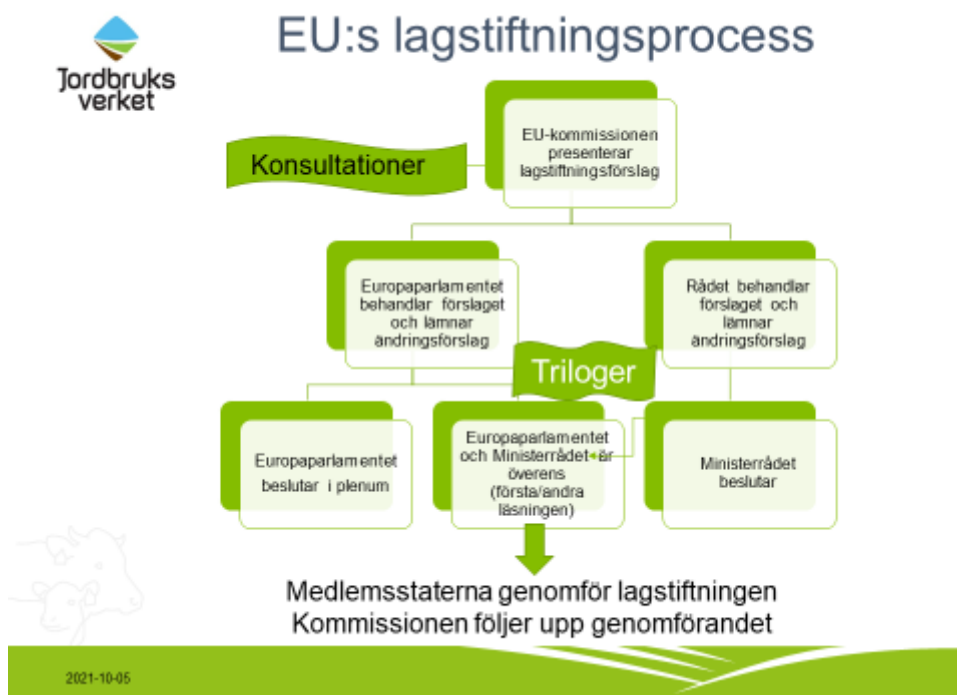 Jordbruks
verket
EU:s lagstiftningsprocess
Konsultationer
EU-kommissionen
presenterar
lagstiftningsförslag
Europaparlamentet
behandlar förslaget
och lämnar
ändringsförslag
Rådet behandlar
förslaget och
lämnar
ändringsförslag
Triloger
Europaparlamentet
beslutar i plenum
Europaparlamentet
och Ministerrådet är
överens
(första/andra
läsningen)
Ministerrådet
beslutar
Medlemsstaterna genomför lagstiftningen
Kommissionen följer upp genomförandet
2021-10-05